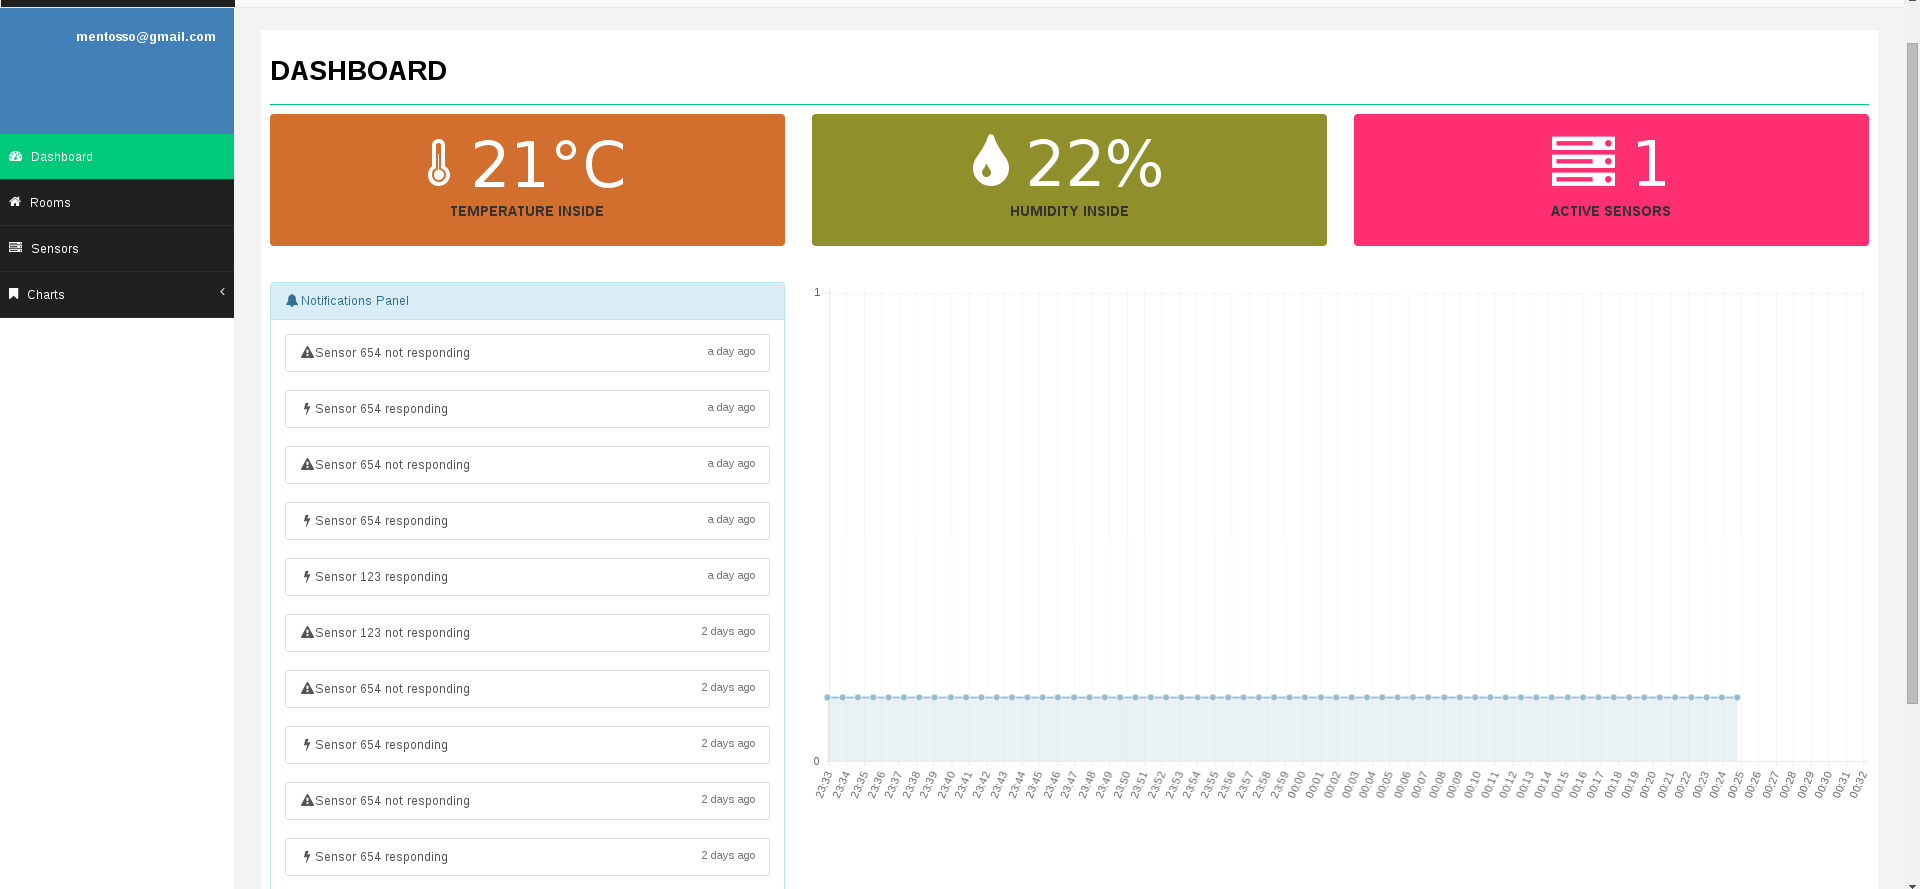 mentosso@gmail.com
Dashboard
Rooms
Sensors
Charts
DASHBOARD
21°C
TEMPERATURE INSIDE
22%
HUMIDITY INSIDE
1
ACTIVE SENSORS
Notifications Panel
Sensor 654 not responding a day ago
Sensor 654 responding a day ago
Sensor 654 not responding a day ago
Sensor 654 responding a day ago
Sensor 123 responding a day ago
Sensor 123 not responding 2 days ago
Sensor 654 not responding 2 days ago
Sensor 654 responding 2 days ago
Sensor 654 not responding 2 days ago
Sensor 654 responding 2 days ago
1
0
23:33 23:34 23:35 23:36 23:37 23:38 23:39 23:40 23:41 23:42 23:43 23:44 23:45 23:46 23:47 23:48 23:49 23:50 23:51 23:52 23:53 23:54 23:55 23:56 23:57 23:58 23:59 00:00 00:01 00:02 00:03 00:04 00:05 00:06 00:07 00:08 00:09 00:10 00:11 00:12 00:13 00:14 00:15 00:16 00:17 00:18 00:19 00:20 00:21 00:22 00:23 00:24 00:25 00:26 00:27 00:28 00:29 00:30 00:31 00:32